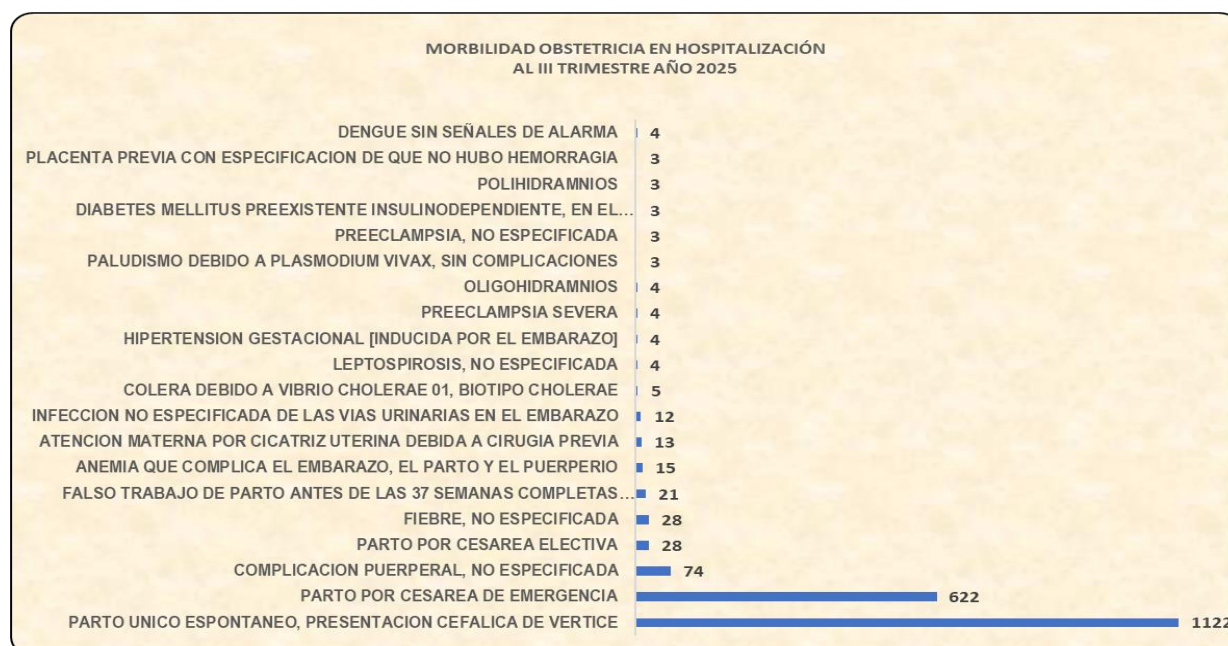 MORBILIDAD OBSTETRICIA EN HOSPITALIZACIÓN
AL III TRIMESTRE AÑO 2025
DENGUE SIN SEÑALES DE ALARMA 4
PLACENTA PREVIA CON ESPECIFICACION DE QUE NO HUBO HEMORRAGIA 3
POLIHIDRAMNIOS 3
DIABETES MELLITUS PREEXISTENTE INSULINODEPENDIENTE, EN EL... 3
PREECLAMPSIA, NO ESPECIFICADA 3
PALUDISMO DEBIDO A PLASMODIUM VIVAX, SIN COMPLICACIONES 3
OLIGOHIDRAMNIOS 4
PREECLAMPSIA SEVERA 4
HIPERTENSION GESTACIONAL [INDUCIDA POR EL EMBARAZO] 4
LEPTOSPIROSIS, NO ESPECIFICADA 4
COLERA DEBIDO A VIBRIO CHOLERAE 01, BIOTIPO CHOLERAE 5
INFECCION NO ESPECIFICADA DE LAS VIAS URINARIAS EN EL EMBARAZO 12
ATENCION MATERNA POR CICATRIZ UTERINA DEBIDA A CIRUGIA PREVIA 13
ANEMIA QUE COMPLICA EL EMBARAZO, EL PARTO Y EL PUERPERIO 15
FALSO TRABAJO DE PARTO ANTES DE LAS 37 SEMANAS COMPLETAS... 21
FIEBRE, NO ESPECIFICADA 28
PARTO POR CESAREA ELECTIVA 28
COMPLICACION PUERPERAL, NO ESPECIFICADA 74
PARTO POR CESAREA DE EMERGENCIA 622
PARTO UNICO ESPONTANEO, PRESENTACION CEFALICA DE VERTICE 1122